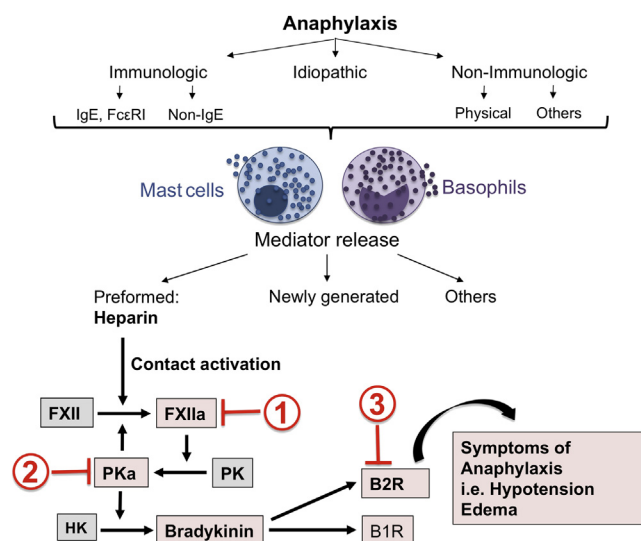 Anaphylaxis
Immunologic Idiopathic Non-Immunologic
IgE, FcεRI Non-IgE Physical Others
Mast cells Basophils
Mediator release
Preformed: Newly generated Others
Heparin
Contact activation
FXII FXIIa 1 3
2 PKa PK
HK Bradykinin B2R B1R
Symptoms of
Anaphylaxis
i.e. Hypotension
Edema